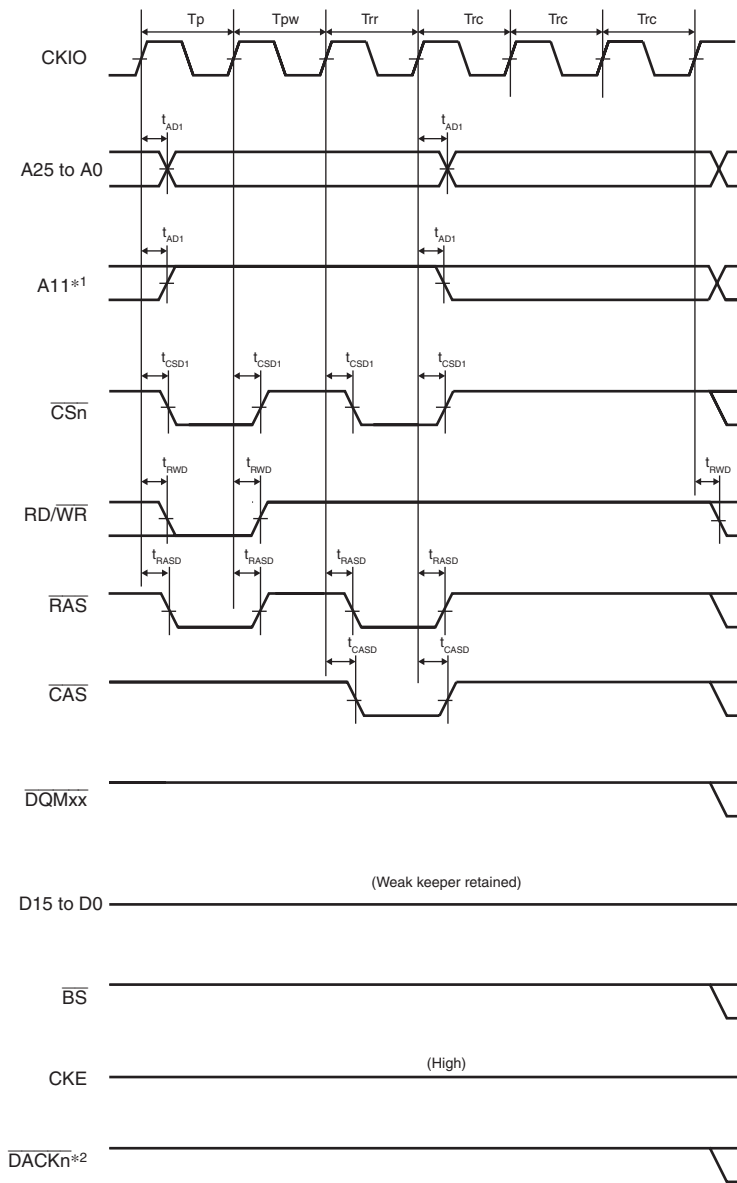 Tp Tpw Trr Trc Trc Trc
CKIO
tAD1 tAD1
A25 to A0
tAD1 tAD1
A11*1
tCSD1 tCSD1 tCSD1 tCSD1
CSn
tRWD tRWD tRWD
RD/WR
tRASD tRASD tRASD tRASD
RAS
tCASD tCASD
CAS
DQMxx
(Weak keeper retained)
D15 to D0
BS
(High)
CKE
DACKn*2